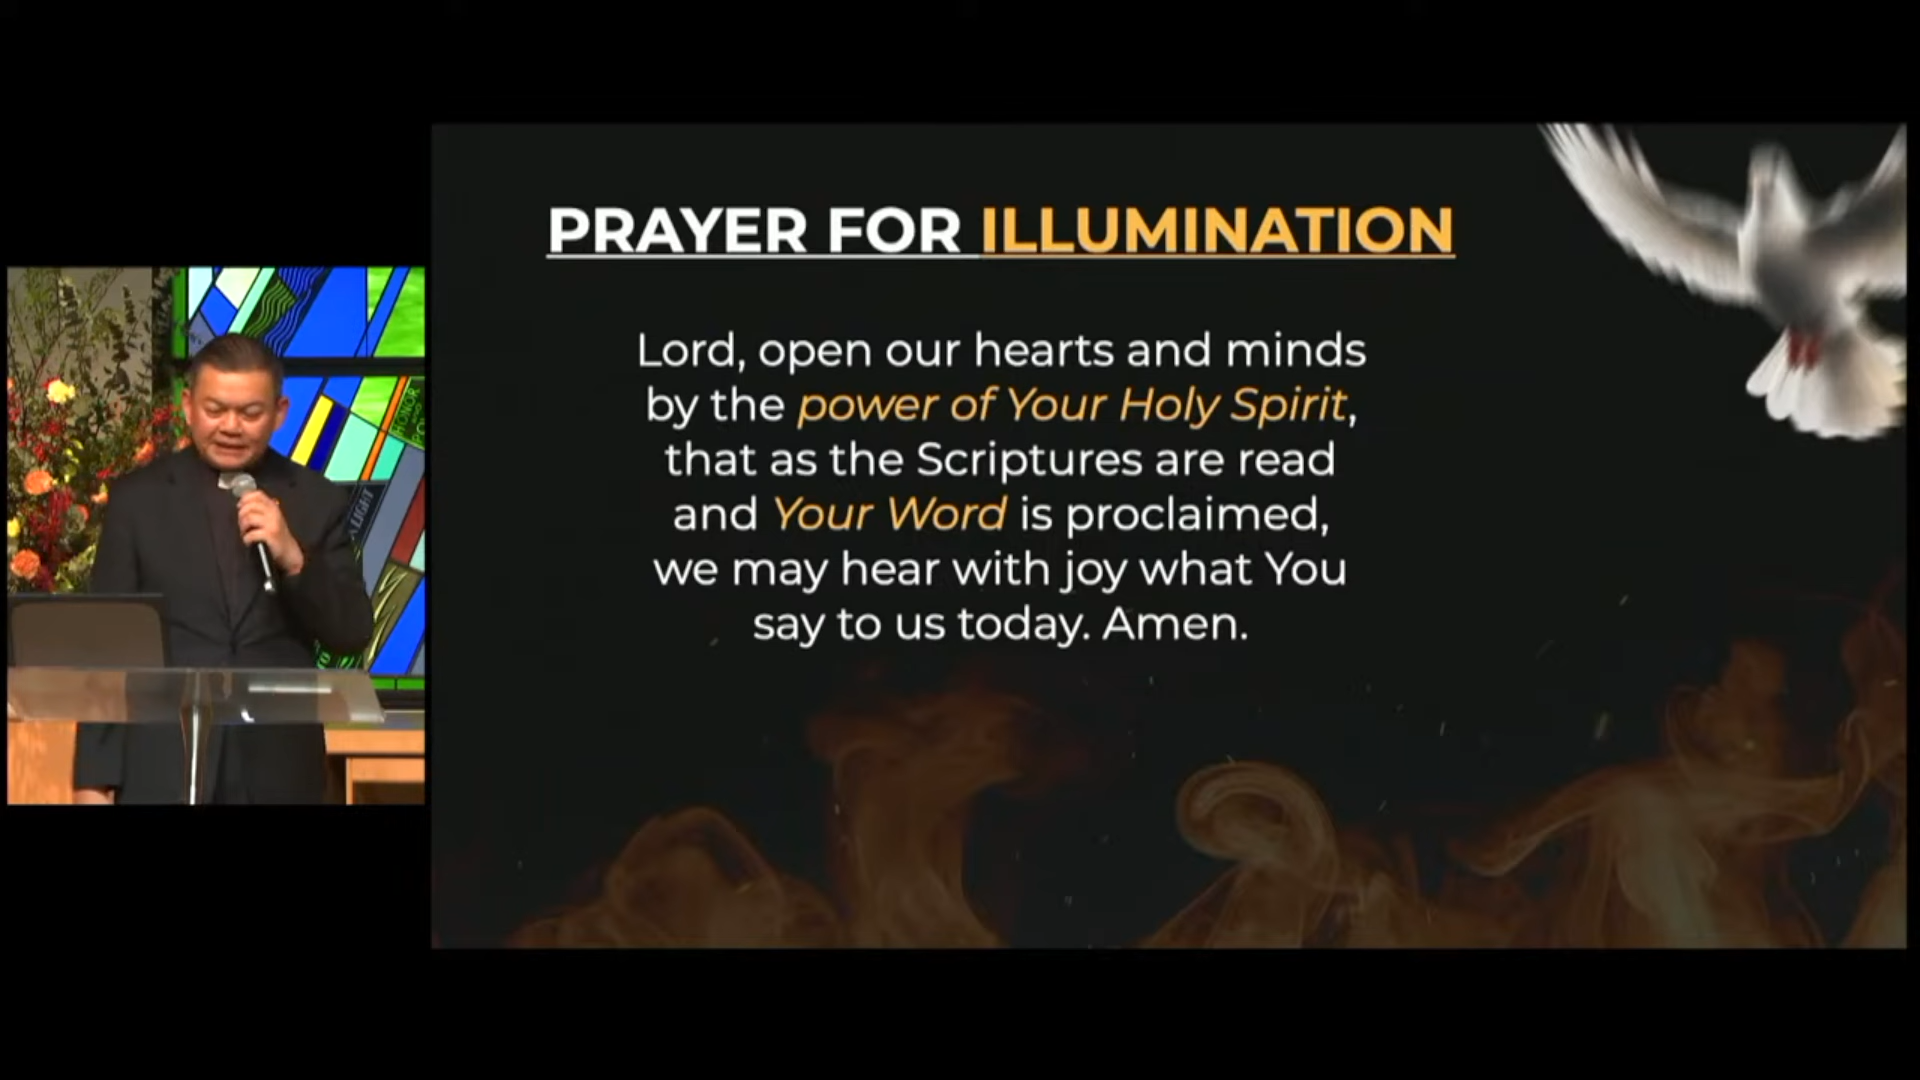 PRAYER FOR ILLUMINATION
Lord, open our hearts and minds
by the power of Your Holy Spirit,
that as the Scriptures are read
and Your Word is proclaimed,
we may hear with joy what You
say to us today. Amen.
HONOR
LIGHT